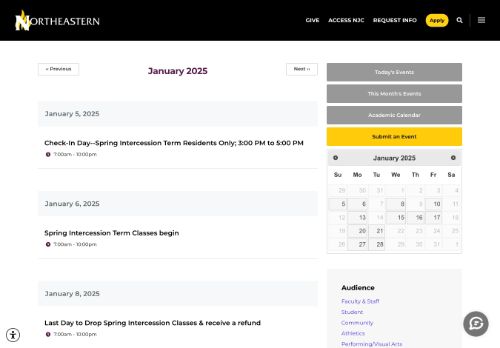 NORTHEASTERN
GIVE ACCESS NJC REQUEST INFO Apply
« Previous
January 2025
Next ››
January 5, 2025
Check-In Day--Spring Intercession Term Residents Only; 3:00 PM to 5:00 PM
7:00am - 10:00pm
January 6, 2025
Spring Intercession Term Classes begin
7:00am - 10:00pm
January 8, 2025
Last Day to Drop Spring Intercession Classes & receive a refund
7:00am - 10:00pm
Today's Events
This Month's Events
Academic Calendar
Submit an Event
January 2025
Su Mo Tu We Th Fr Sa
29 30 31 1 2 3 4
5 6 7 8 9 10 11
12 13 14 15 16 17 18
19 20 21 22 23 24 25
26 27 28 29 30 31 1
Audience
Faculty & Staff
Student
Community
Athletics
Performing/Visual Arts